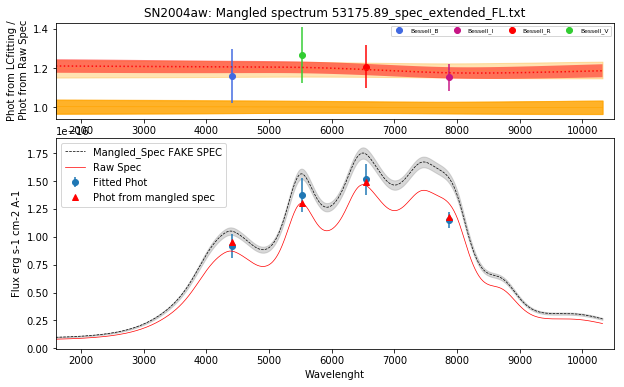 SN2004aw: Mangled spectrum 53175.89_spec_extended_FL.txt
Phot from LCfitting /
Phot from Raw Spec
1.4
1.2
1.0
Bessell_B
Bessell_I
Bessell_R
Bessell_V
2000 3000 4000 5000 6000 7000 8000 9000 10000
1e−16
Flux erg s-1 cm-2 A-1
1.75
1.50
1.25
1.00
0.75
0.50
0.25
0.00
Mangled_Spec FAKE SPEC
Raw Spec
Fitted Phot
Phot from mangled spec
2000 3000 4000 5000 6000 7000 8000 9000 10000
Wavelenght